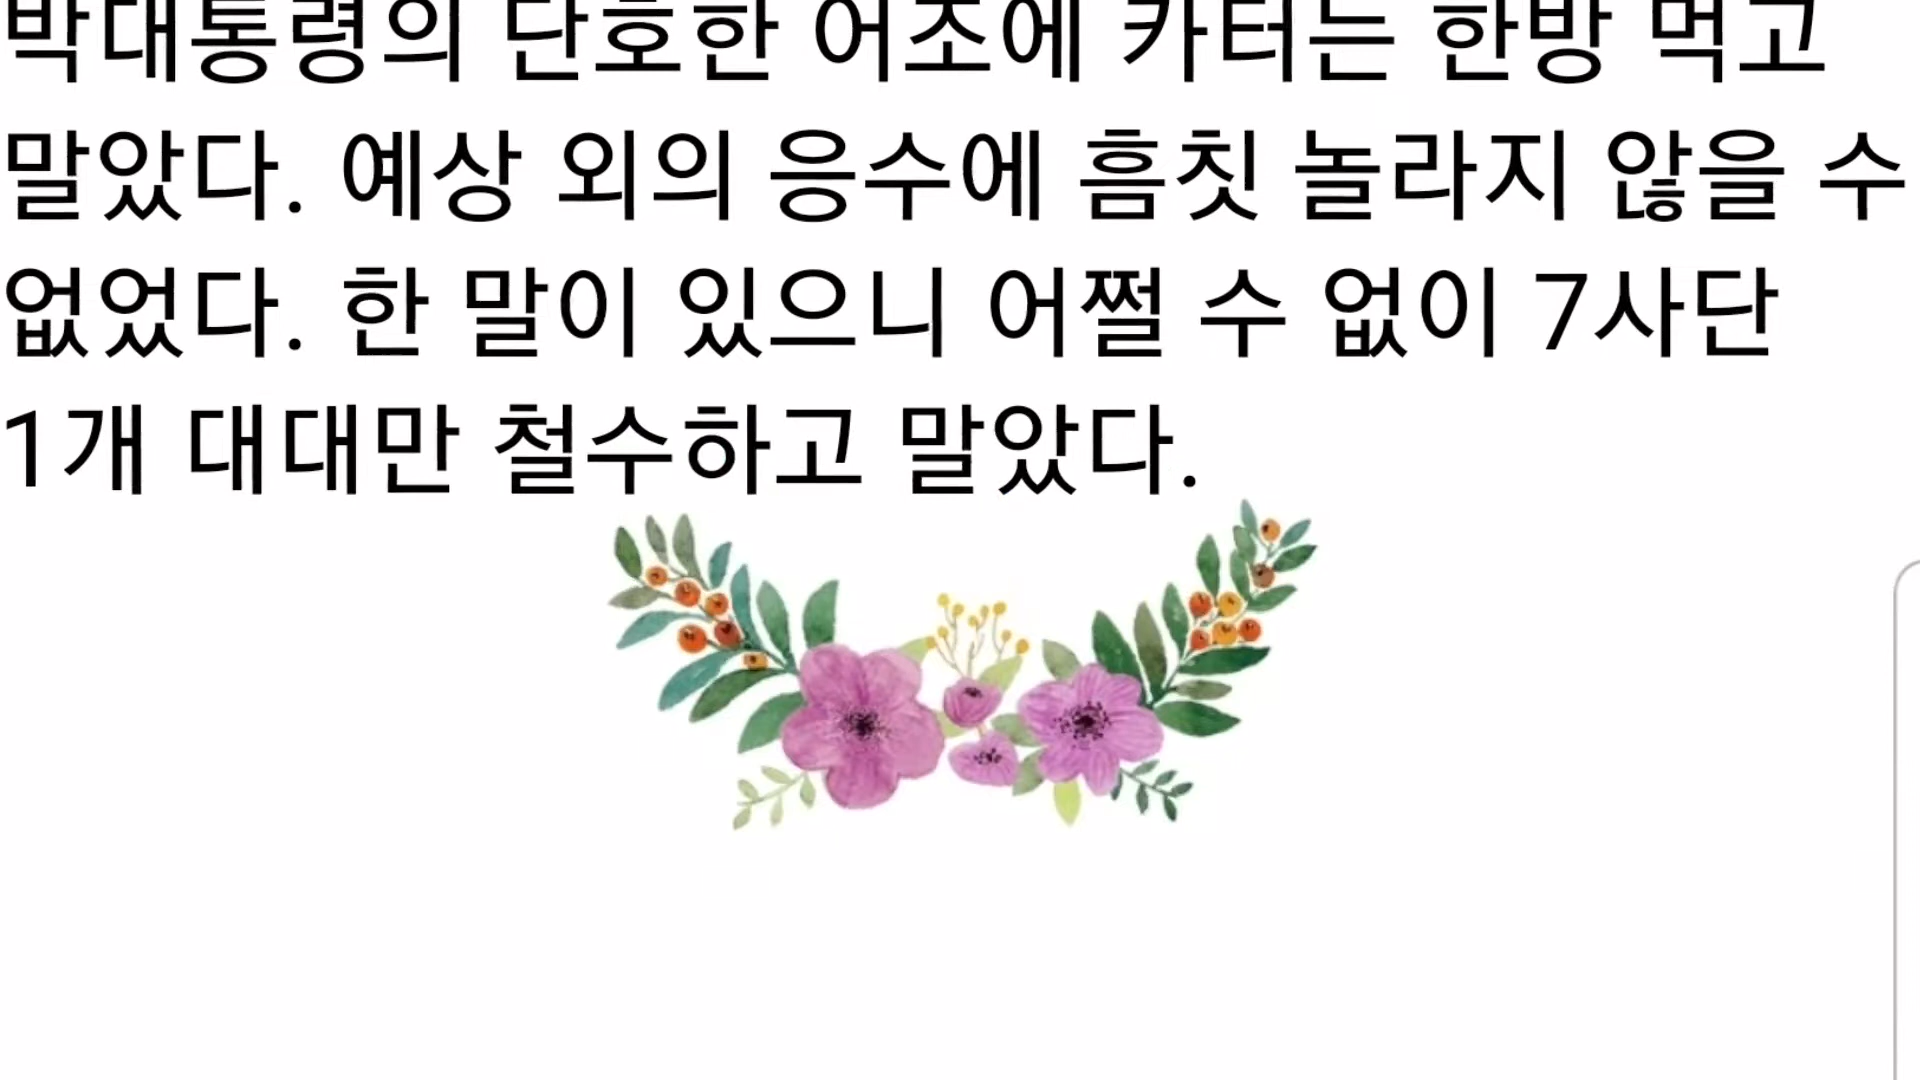 박대통령의 단호한 어조에 카터는 한방 먹고
말았다. 예상 외의 응수에 흠칫 놀라지 않을 수
없었다. 한 말이 있으니 어쩔 수 없이 7사단
1개 대대만 철수하고 말았다.